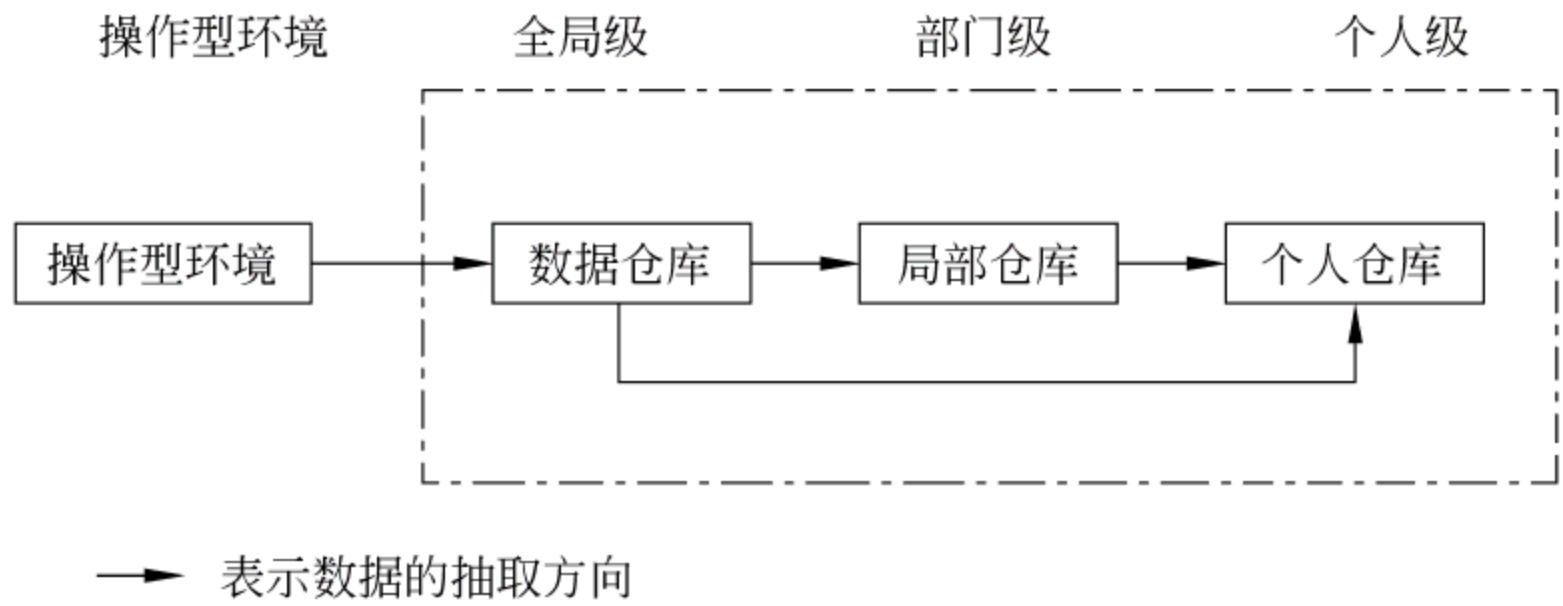 操作型环境 全局级 部门级 个人级
操作型环境 数据仓库 局部仓库 个人仓库
表示数据的抽取方向